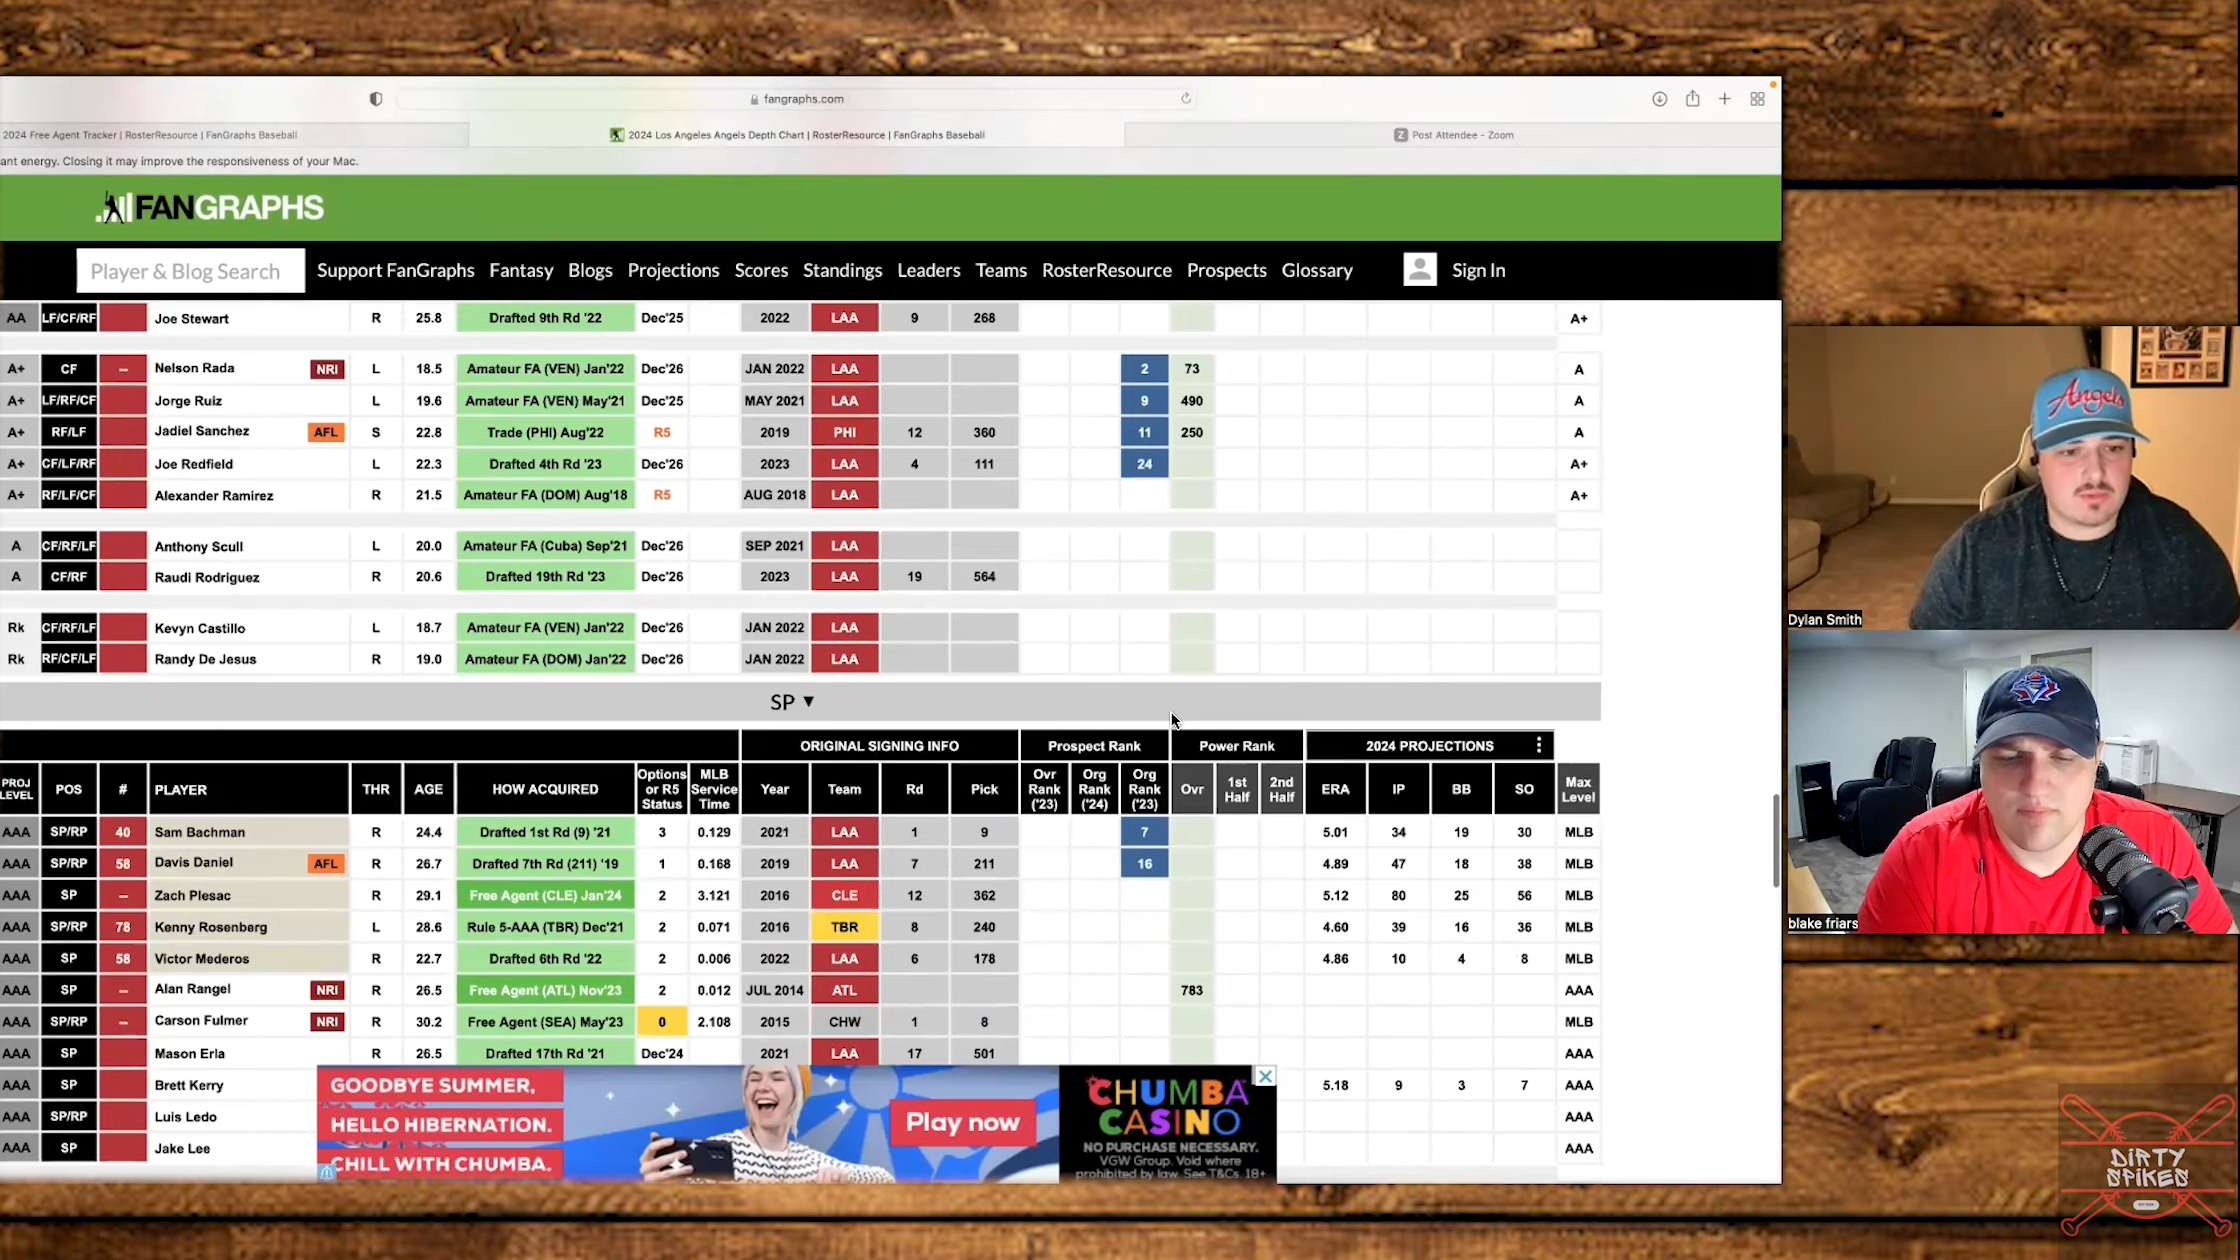 fangraphs.com
2024 Free Agent Tracker | RosterResource | FanGraphs Baseball
2024 Los Angeles Angels Depth Chart | RosterResource | FanGraphs Baseball
Post Attendee - Zoom
ant energy. Closing it may improve the responsiveness of your Mac.
FANGRAPHS
Player & Blog Search Support FanGraphs Fantasy Blogs Projections Scores Standings Leaders Teams RosterResource Prospects Glossary Sign In
AA LF/CF/RF Joe Stewart R 25.8 Drafted 9th Rd '22 Dec'25 2022 LAA 9 268 A+
A+ CF -- Nelson Rada NRI L 18.5 Amateur FA (VEN) Jan'22 Dec'26 JAN 2022 LAA 2 73 A
A+ LF/RF/CF Jorge Ruiz L 19.6 Amateur FA (VEN) May'21 Dec'25 MAY 2021 LAA 9 490 A
A+ RF/LF Jadiel Sanchez AFL S 22.8 Trade (PHI) Aug'22 R5 2019 PHI 12 360 11 250 A
A+ CF/LF/RF Joe Redfield L 22.3 Drafted 4th Rd '23 Dec'26 2023 LAA 4 111 24 A+
A+ RF/LF/CF Alexander Ramirez R 21.5 Amateur FA (DOM) Aug'18 R5 AUG 2018 LAA A+
A CF/RF/LF Anthony Scull L 20.0 Amateur FA (Cuba) Sep'21 Dec'26 SEP 2021 LAA
A CF/RF Raudi Rodriguez R 20.6 Drafted 19th Rd '23 Dec'26 2023 LAA 19 564
Rk CF/RF/LF Kevyn Castillo L 18.7 Amateur FA (VEN) Jan'22 Dec'26 JAN 2022 LAA
Rk RF/CF/LF Randy De Jesus R 19.0 Amateur FA (DOM) Jan'22 Dec'26 JAN 2022 LAA
SP ▼
ORIGINAL SIGNING INFO Prospect Rank Power Rank 2024 PROJECTIONS
PROJ LEVEL POS # PLAYER THR AGE HOW ACQUIRED Options or R5 Status MLB Service Time Year Team Rd Pick Ovr Rank ('23) Org Rank ('24) Org Rank ('23) Ovr 1st Half 2nd Half ERA IP BB SO Max Level
AAA SP/RP 40 Sam Bachman R 24.4 Drafted 1st Rd (9) '21 3 0.129 2021 LAA 1 9 7 5.01 34 19 30 MLB
AAA SP/RP 58 Davis Daniel AFL R 26.7 Drafted 7th Rd (211) '19 1 0.168 2019 LAA 7 211 16 4.89 47 18 38 MLB
AAA SP -- Zach Plesac R 29.1 Free Agent (CLE) Jan'24 2 3.121 2016 CLE 12 362 5.12 80 25 56 MLB
AAA SP/RP 78 Kenny Rosenberg L 28.6 Rule 5-AAA (TBR) Dec'21 2 0.071 2016 TBR 8 240 4.60 39 16 36 MLB
AAA SP 58 Victor Mederos R 22.7 Drafted 6th Rd '22 2 0.006 2022 LAA 6 178 4.86 10 4 8 MLB
AAA SP -- Alan Rangel NRI R 26.5 Free Agent (ATL) Nov'23 2 0.012 JUL 2014 ATL 783 AAA
AAA SP/RP -- Carson Fulmer NRI R 30.2 Free Agent (SEA) May'23 0 2.108 2015 CHW 1 8 MLB
AAA SP Mason Erla R 26.5 Drafted 17th Rd '21 Dec'24 2021 LAA 17 501 AAA
AAA SP Brett Kerry 5.18 9 3 7 AAA
AAA SP/RP Luis Ledo AAA
AAA SP Jake Lee AAA
GOODBYE SUMMER,
HELLO HIBERNATION.
CHILL WITH CHUMBA.
Play now
CHUMBA
CASINO
NO PURCHASE NECESSARY.
VGW Group. Void where
prohibited by law. See T&Cs. 18+
Angels
Dylan Smith
blake friars
DIRTY
SPIKES